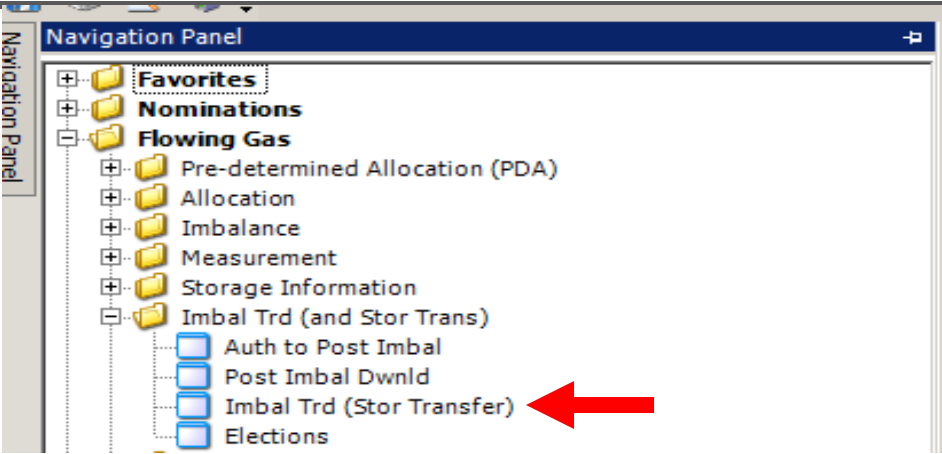 Navigation Panel
Navigation Panel
Favorites
Nominations
Flowing Gas
Pre-determined Allocation (PDA)
Allocation
Imbalance
Measurement
Storage Information
Imbal Trd (and Stor Trans)
Auth to Post Imbal
Post Imbal Dwnld
Imbal Trd (Stor Transfer)
Elections